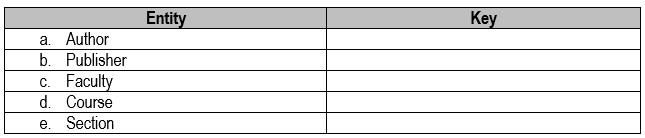 Entity Key
a. Author
b. Publisher
c. Faculty
d. Course
e. Section